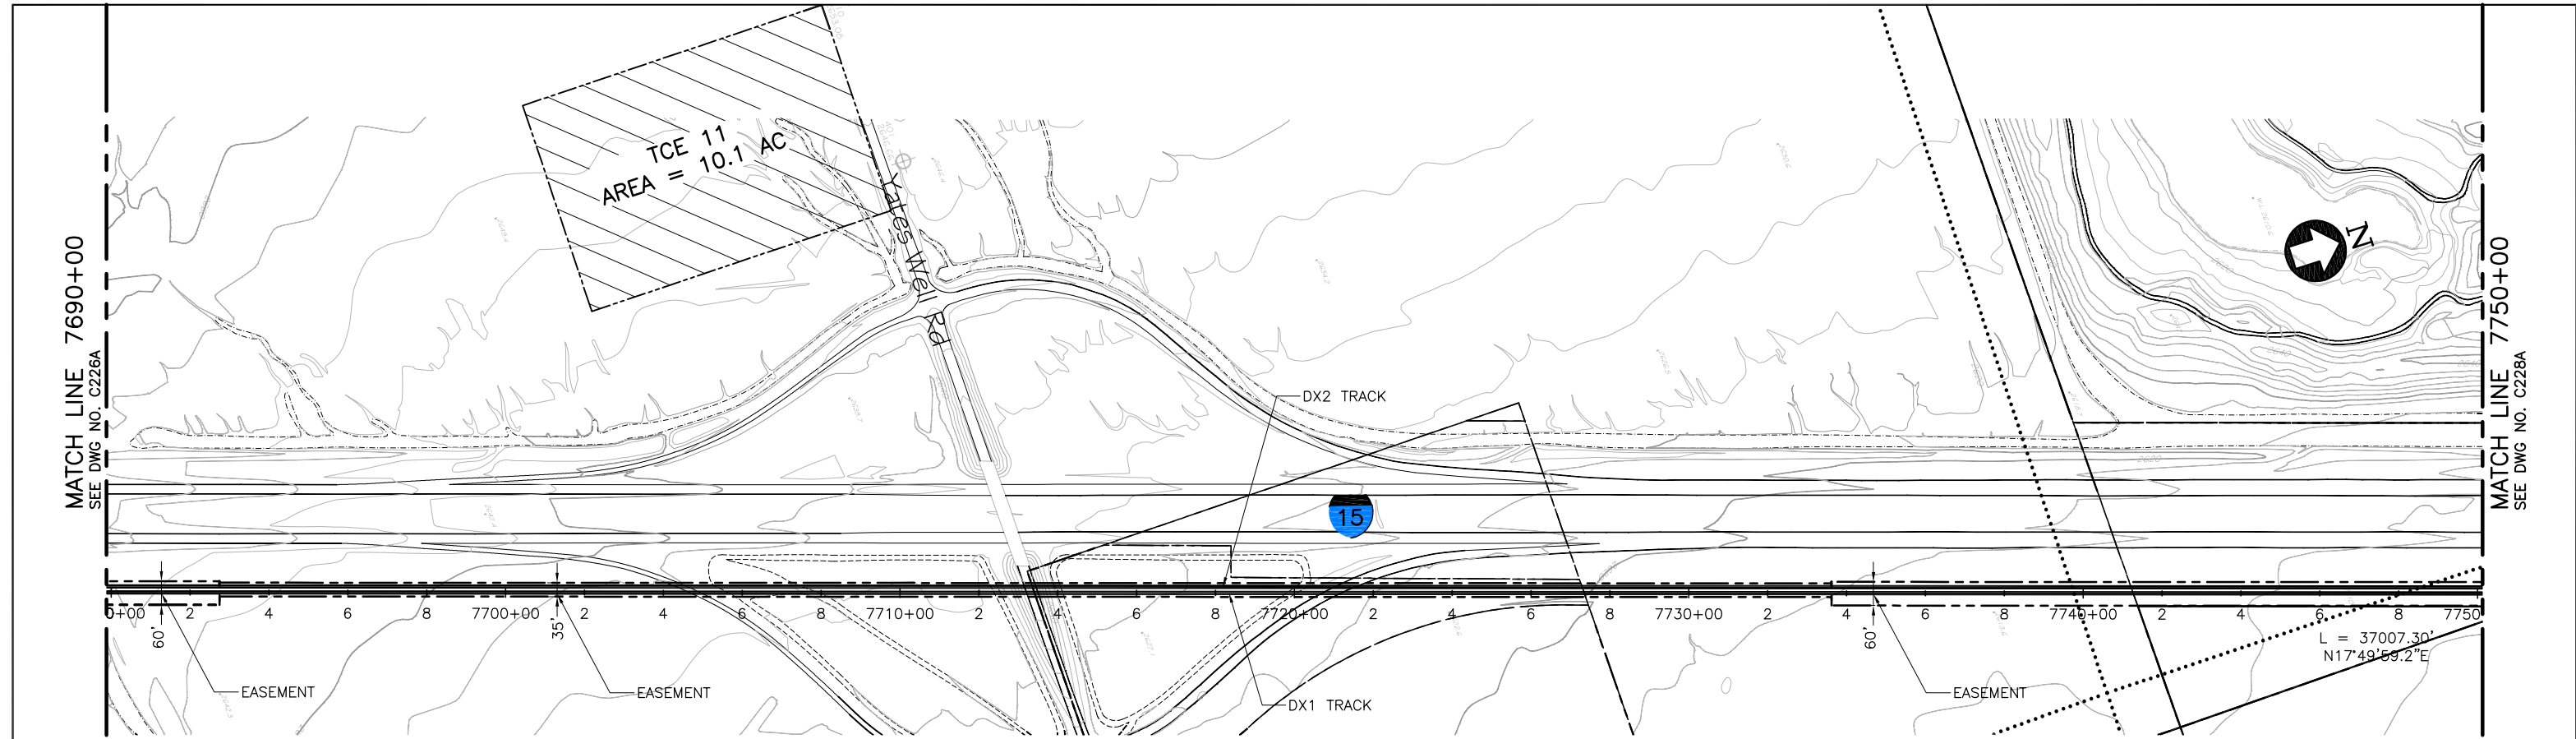 TCE 11
AREA = 10.1 AC
Yates Well Rd
N
MATCH LINE 7690+00
SEE DWG NO. C226A
MATCH LINE 7750+00
SEE DWG NO. C228A
DX2 TRACK
15
0+00 2 4 6 8 7700+00 2 4 6 8 7710+00 2 4 6 8 7720+00 2 4 6 8 7730+00 2 4 6 8 7740+00 2 4 6 8 7750
60'
35'
60'
L = 37007.30'
N17°49'59.2"E
EASEMENT
EASEMENT
EASEMENT
DX1 TRACK